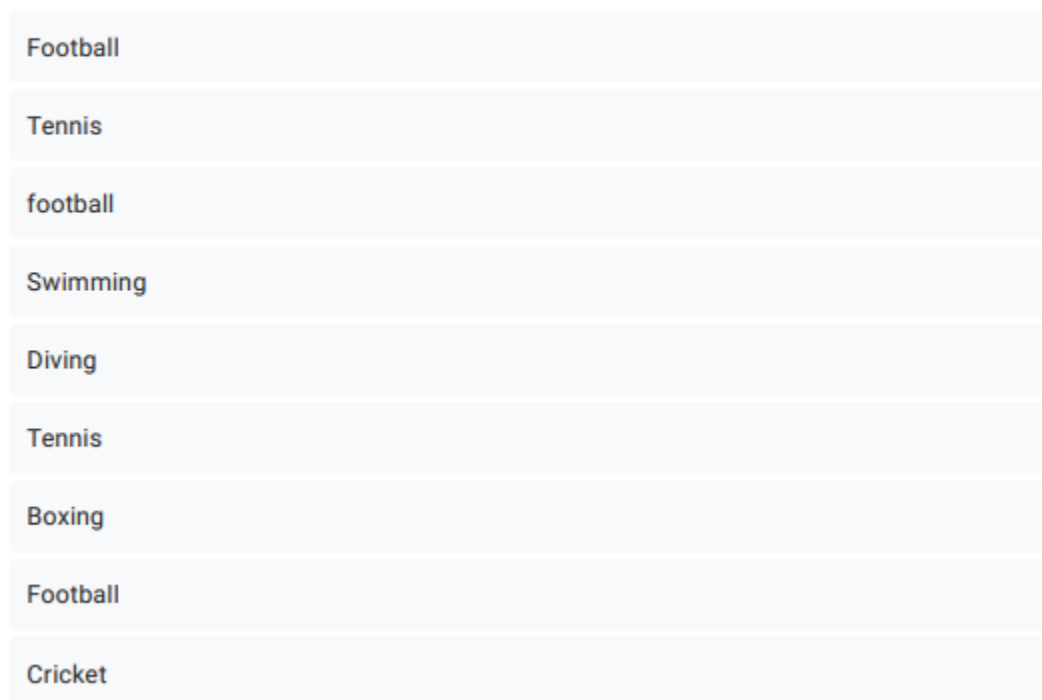 Football
Tennis
football
Swimming
Diving
Tennis
Boxing
Football
Cricket